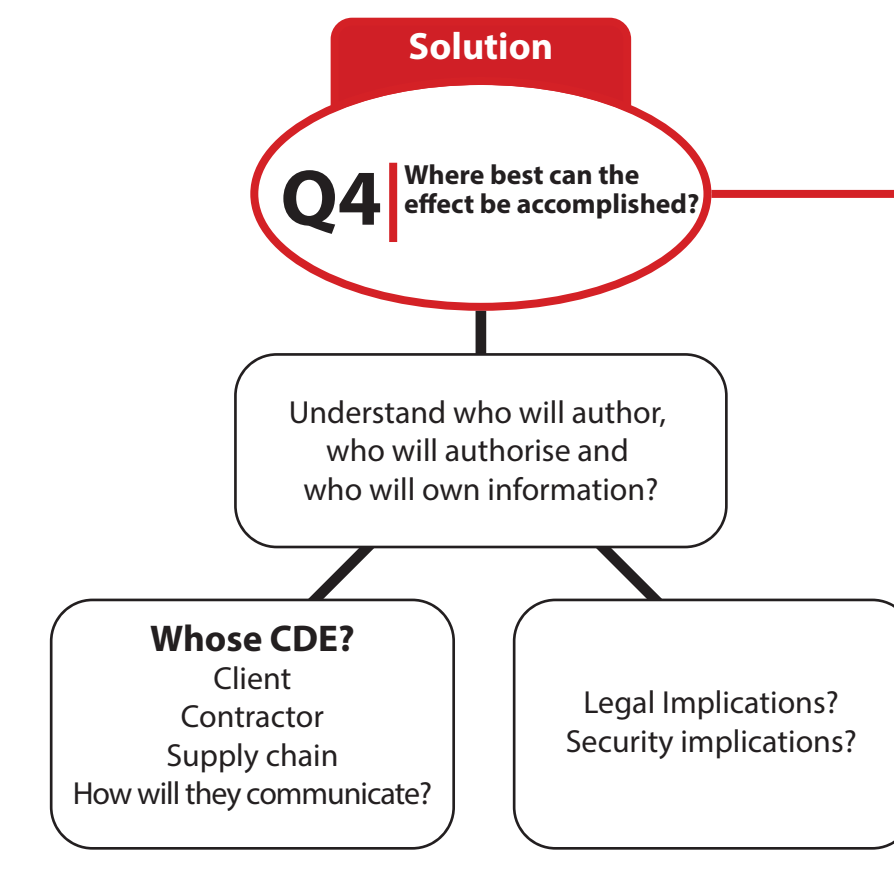 Solution
Q4
Where best can the
effect be accomplished?
Understand who will author,
who will authorise and
who will own information?
Whose CDE?
Client
Contractor
Supply chain
How will they communicate?
Legal Implications?
Security implications?